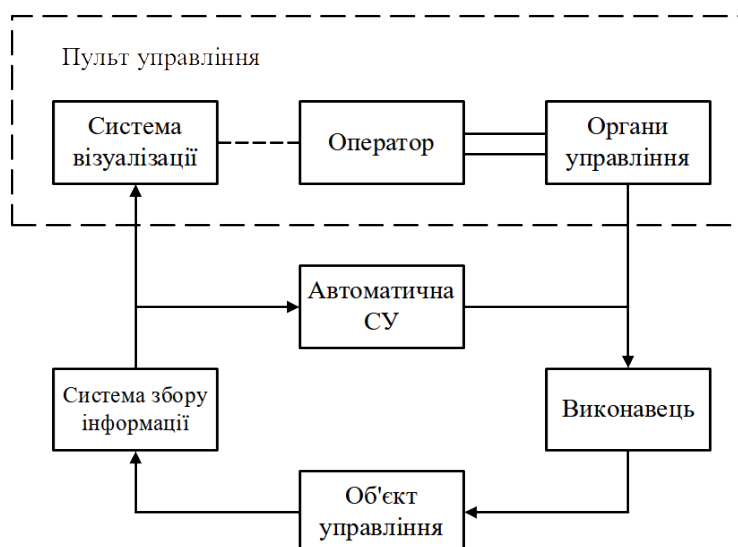 Пульт управління
Система
візуалізації
Оператор
Органи
управління
Автоматична
СУ
Система збору
інформації
Виконавець
Об'єкт
управління